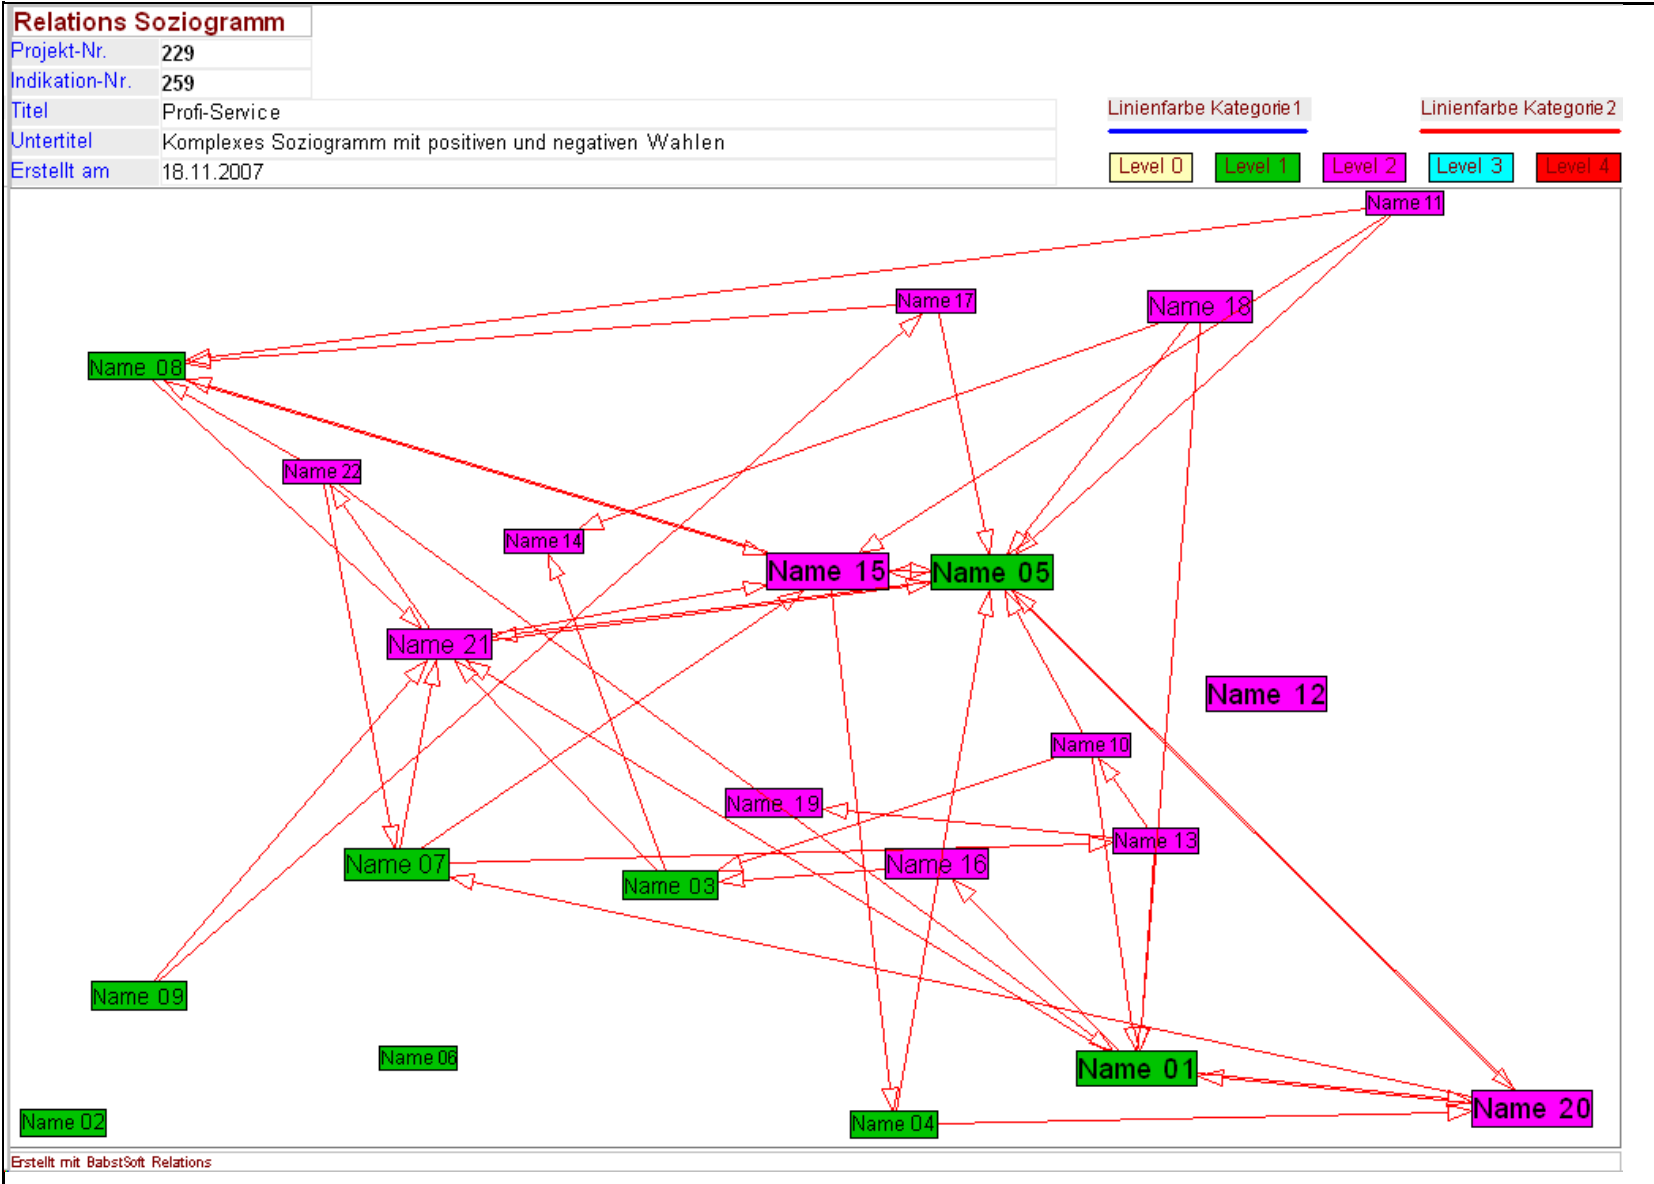 Relations Soziogramm
Projekt-Nr. 229
Indikation-Nr. 259
Titel Profi-Service
Untertitel Komplexes Soziogramm mit positiven und negativen Wahlen
Erstellt am 18.11.2007
Linienfarbe Kategorie1 Linienfarbe Kategorie2
Level 0 Level 1 Level 2 Level 3 Level 4
Name 11
Name 17
Name 18
Name 08
Name 22
Name 14
Name 15
Name 05
Name 21
Name 12
Name 10
Name 19
Name 13
Name 07
Name 16
Name 03
Name 09
Name 06
Name 01
Name 20
Name 02
Name 04
Erstellt mit BabstSoft Relations